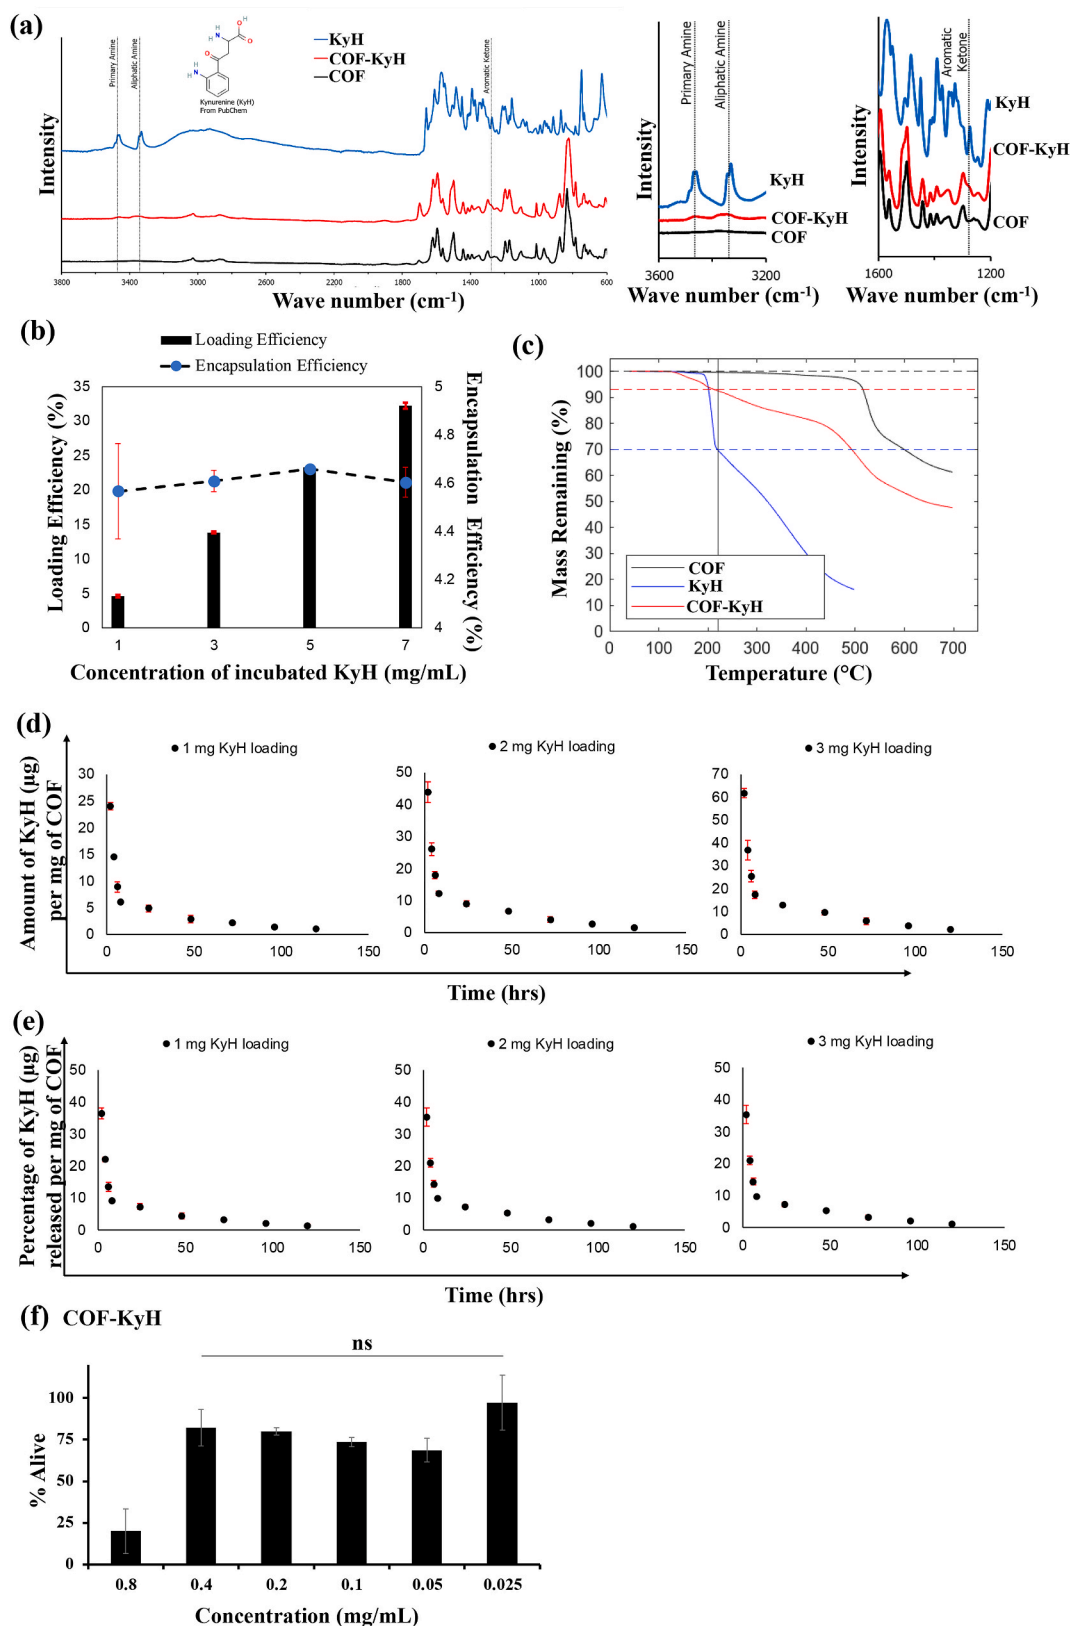 (a)
Primary Amine
Aliphatic Amine
H
O
H
N
H
O
O
H
N
H
Kynurenine (KyH)
From PubChem
KyH
COF-KyH
COF
Aromatic Ketone
Intensity
3800 3400 3000 2600 2200 1800 1400 1000 600
Wave number (cm-1)
Primary Amine
Aliphatic Amine
Intensity
KyH
COF-KyH
COF
3600 3200
Wave number (cm-1)
Aromatic
Ketone
Intensity
KyH
COF-KyH
COF
1600 1200
Wave number (cm-1)
(b)
Loading Efficiency
Encapsulation Efficiency
Loading Efficiency (%)
35
30
25
20
15
10
5
0
Encapsulation Efficiency (%)
5
4.8
4.6
4.4
4.2
4
1 3 5 7
Concentration of incubated KyH (mg/mL)
(c)
Mass Remaining (%)
100
90
80
70
60
50
40
30
20
10
0
COF
KyH
COF-KyH
0 100 200 300 400 500 600 700
Temperature (°C)
(d)
Amount of KyH (µg)
per mg of COF
1 mg KyH loading
30
25
20
15
10
5
0
0 50 100 150
2 mg KyH loading
50
40
30
20
10
0
0 50 100 150
3 mg KyH loading
70
60
50
40
30
20
10
0
0 50 100 150
Time (hrs)
(e)
Percentage of KyH (µg)
released per mg of COF
1 mg KyH loading
50
40
30
20
10
0
0 50 100 150
2 mg KyH loading
50
40
30
20
10
0
0 50 100 150
3 mg KyH loading
50
40
30
20
10
0
0 50 100 150
Time (hrs)
(f) COF-KyH
ns
% Alive
100
75
50
25
0
0.8 0.4 0.2 0.1 0.05 0.025
Concentration (mg/mL)